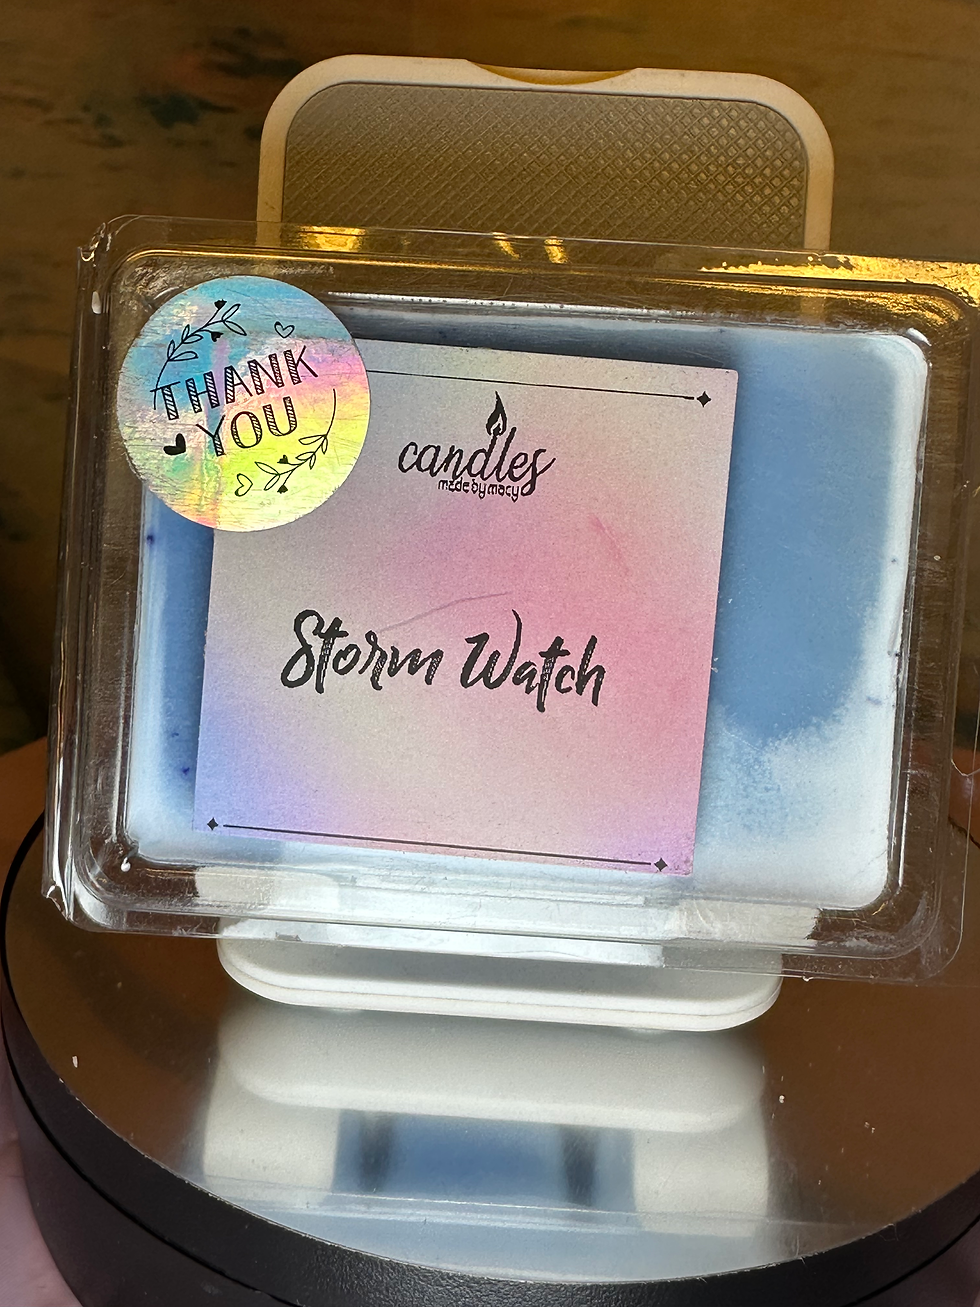 THANK
YOU
candles
made by macy
Storm Watch